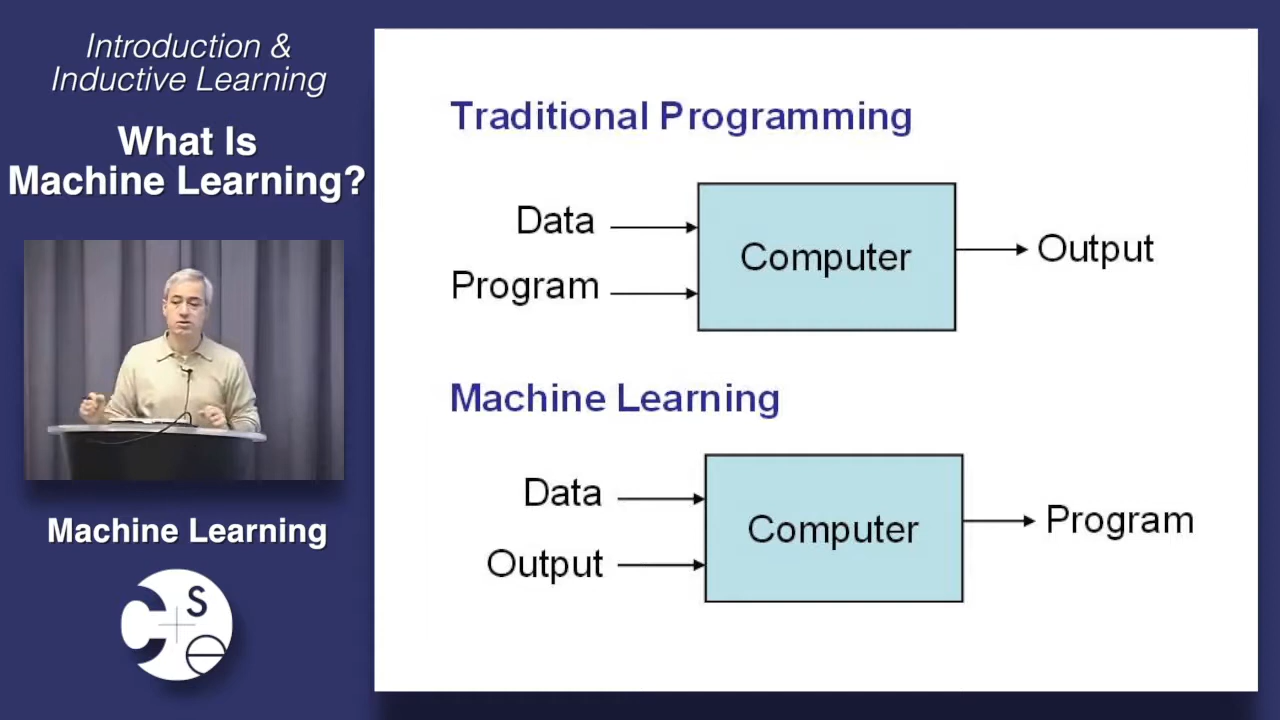 Introduction &
Inductive Learning
What Is
Machine Learning?
Machine Learning
C S e
Traditional Programming
Data
Program
Computer
Output
Machine Learning
Data
Output
Computer
Program